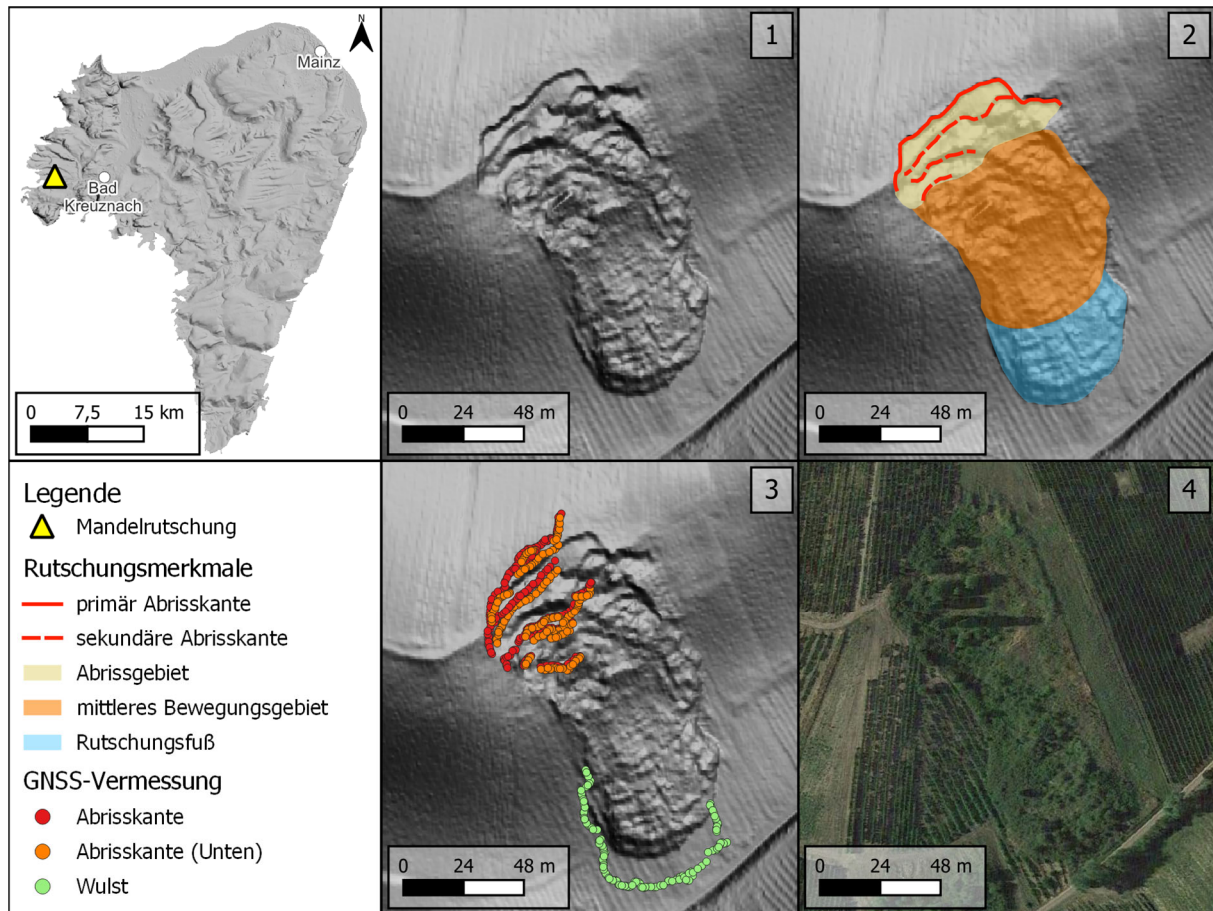 N
Mainz
Bad
Kreuznach
0 7,5 15 km
1
0 24 48 m
2
0 24 48 m
Legende
Mandelrutschung
Rutschungsmerkmale
primär Abrisskante
sekundäre Abrisskante
Abrissgebiet
mittleres Bewegungsgebiet
Rutschungsfuß
GNSS-Vermessung
Abrisskante
Abrisskante (Unten)
Wulst
3
0 24 48 m
4
0 24 48 m